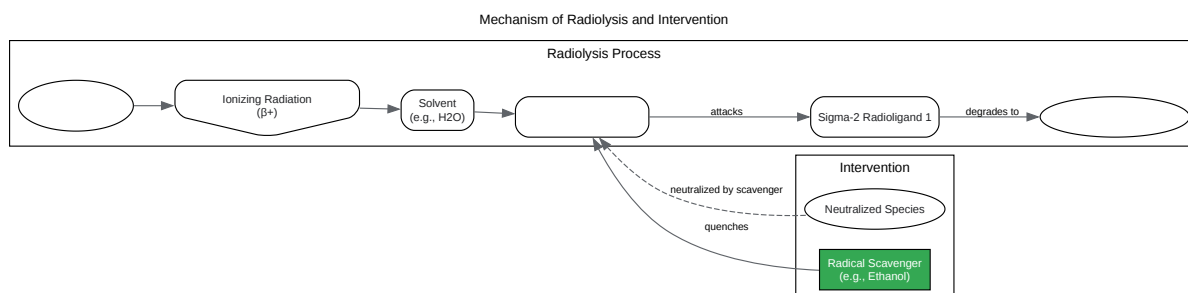 Mechanism of Radiolysis and Intervention
Radiolysis Process
Ionizing Radiation
(β+)
Solvent
(e.g., H2O)
attacks
Sigma-2 Radioligand 1
degrades to
Intervention
neutralized by scavenger
Neutralized Species
quenches
Radical Scavenger
(e.g., Ethanol)